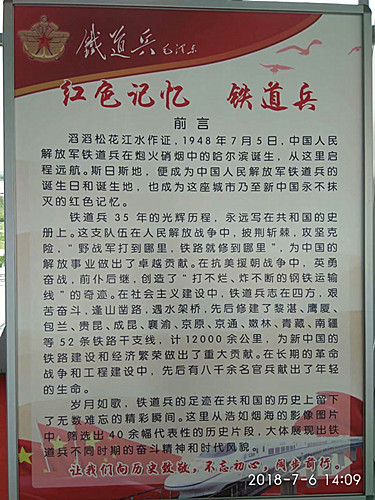 铁道兵 毛泽东
红色记忆 铁道兵
前言
滔滔松花江水作证，1948年7月5日，中国人民
解放军铁道兵在炮火硝烟中的哈尔滨诞生，从这里启
程远航。斯日斯地，便成为中国人民解放军铁道兵的
诞生日和诞生地，也成为这座城市乃至新中国永不抹
灭的红色记忆。
铁道兵 35 年的光辉历程，永远写在共和国的史
册上。这支队伍在人民解放战争中，披荆斩棘，攻坚克
险，“野战军打到哪里，铁路就修到哪里”，为中国的
解放事业做出了卓越贡献。在抗美援朝战争中，英勇
奋战，前仆后继，创造了“打不烂、炸不断的钢铁运输
线”的奇迹。在社会主义建设中，铁道兵志在四方，艰
苦奋斗，逢山凿路，遇水架桥，先后修建了黎湛、鹰厦、
包兰、贵昆、成昆、襄渝、京原、京通、嫩林、青藏、南疆
等 52 条铁路干支线，计 12000 余公里，为新中国的
铁路建设和经济繁荣做出了重大贡献。在长期的革命
战争和工程建设中，先后有八千余名官兵献出了年轻
的生命。
岁月如歌，铁道兵的足迹在共和国的历史上留下
了无数难忘的精彩瞬间。这里从浩如烟海的影像图片
中，筛选出 40 余幅代表性的历史片段，大体展现出铁
道兵不同时期的奋斗精神和时代风貌。
让我们向历史致敬，不忘初心，阔步前行。
2018-7-6 14:09